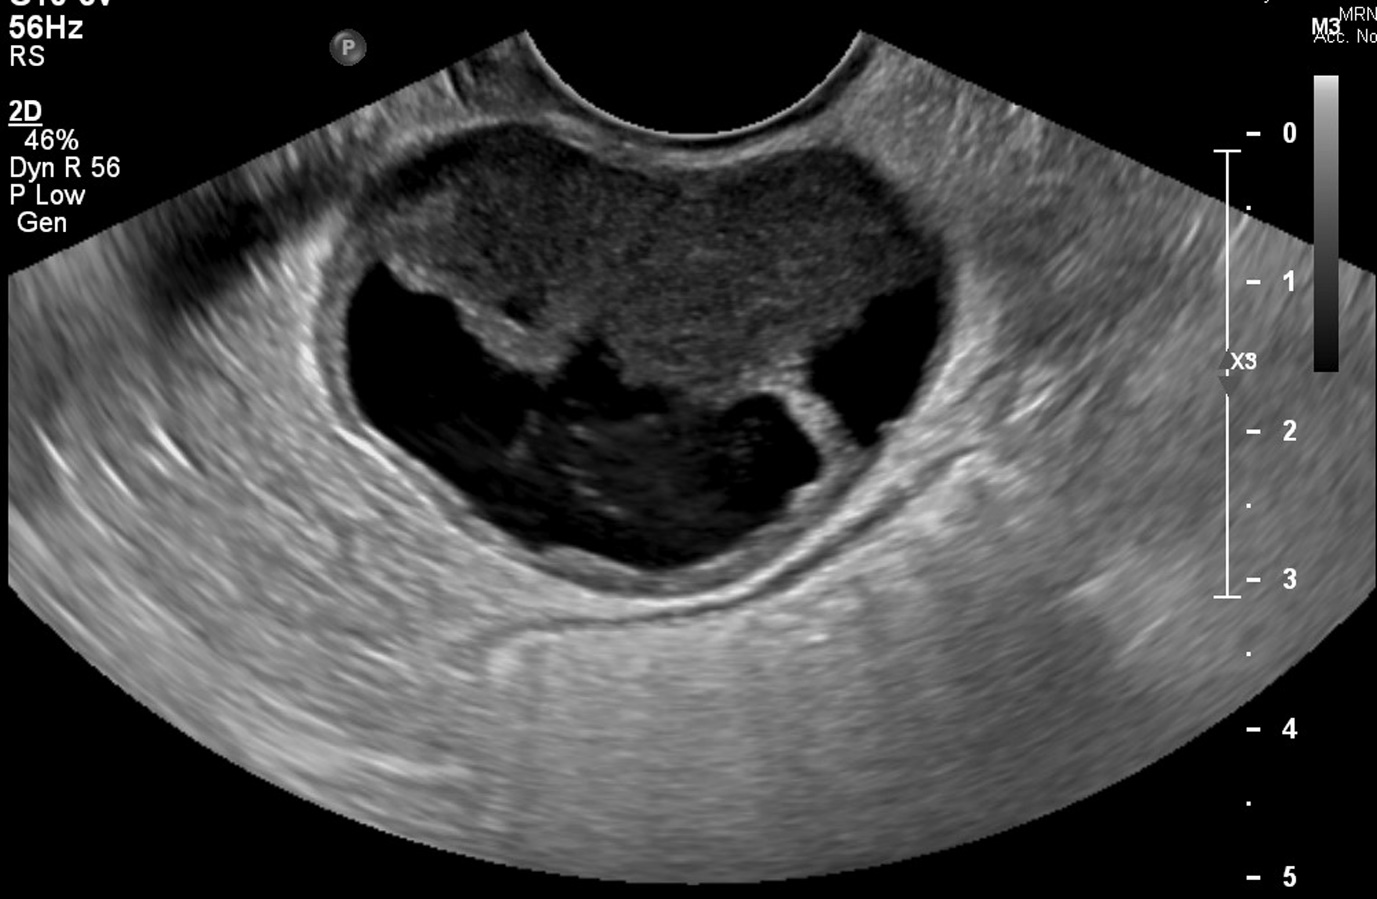 56Hz
RS
P
2D
46%
Dyn R 56
P Low
Gen
MRN
M3
Acc. No
0
1
X3
2
3
4
5